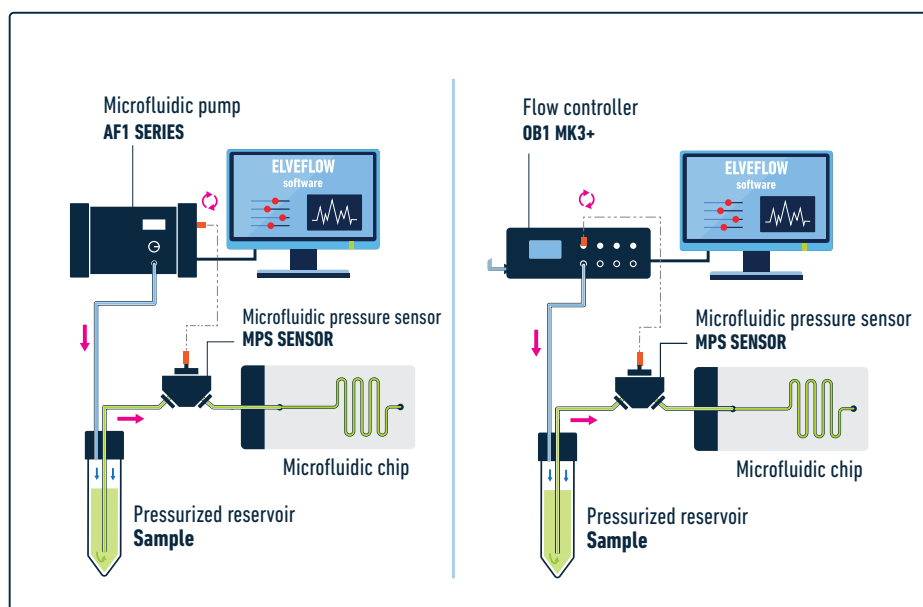 Microfluidic pump
AF1 SERIES
ELVEFLOW
software
Microfluidic pressure sensor
MPS SENSOR
Microfluidic chip
Pressurized reservoir
Sample
Flow controller
OB1 MK3+
ELVEFLOW
software
Microfluidic pressure sensor
MPS SENSOR
Microfluidic chip
Pressurized reservoir
Sample